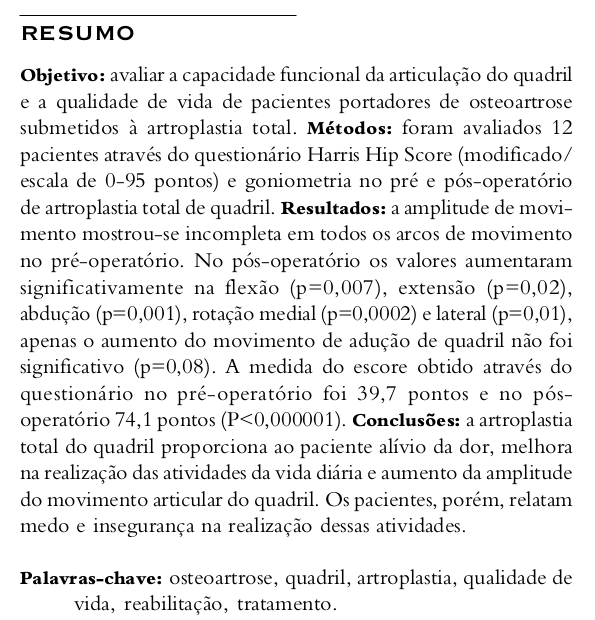 RESUMO
Objetivo: avaliar a capacidade funcional da articulação do quadril
e a qualidade de vida de pacientes portadores de osteoartrose
submetidos à artroplastia total. Métodos: foram avaliados 12
pacientes através do questionário Harris Hip Score (modificado/
escala de 0-95 pontos) e goniometria no pré e pós-operatório
de artroplastia total de quadril. Resultados: a amplitude de movi-
mento mostrou-se incompleta em todos os arcos de movimento
no pré-operatório. No pós-operatório os valores aumentaram
significativamente na flexão (p=0,007), extensão (p=0,02),
abdução (p=0,001), rotação medial (p=0,0002) e lateral (p=0,01),
apenas o aumento do movimento de adução de quadril não foi
significativo (p=0,08). A medida do escore obtido através do
questionário no pré-operatório foi 39,7 pontos e no pós-
operatório 74,1 pontos (P<0,000001). Conclusões: a artroplastia
total do quadril proporciona ao paciente alívio da dor, melhora
na realização das atividades da vida diária e aumento da amplitude
do movimento articular do quadril. Os pacientes, porém, relatam
medo e insegurança na realização dessas atividades.
Palavras-chave: osteoartrose, quadril, artroplastia, qualidade de
vida, reabilitação, tratamento.